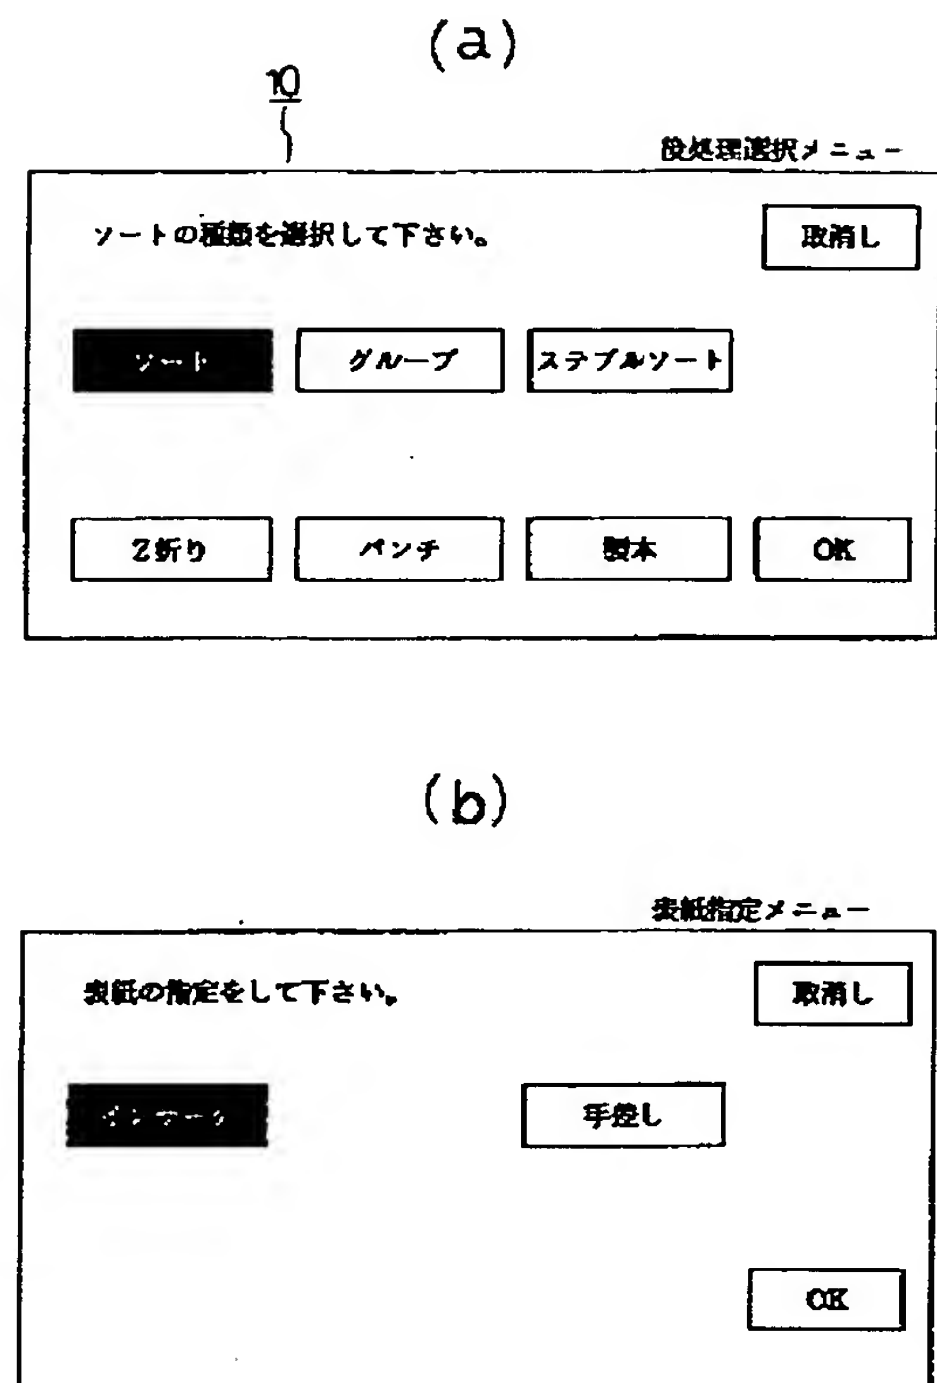 (a)
10
後処理選択メニュー
ソートの種類を選択して下さい。
取消し
ソート
グループ
ステプルソート
Z折り
パンチ
製本
OK
(b)
表紙指定メニュー
表紙の指定をして下さい。
取消し
手差し
OK